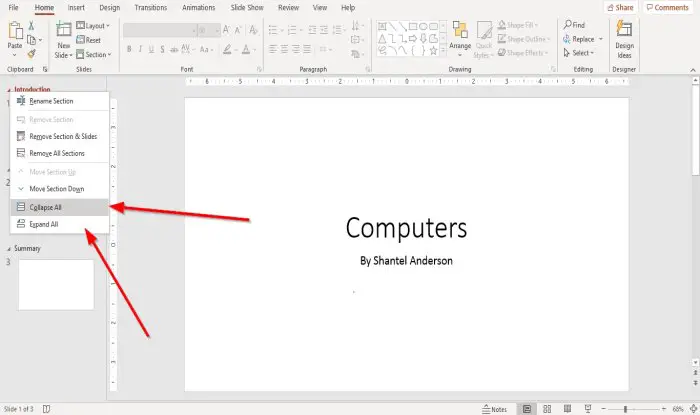 File Home Insert Design Transitions Animations Slide Show Review View Help Share Comments
Paste
New Slide
Layout
Reset
Section
B I U S
Aa
A
Arrange
Quick Styles
Shape Fill
Shape Outline
Shape Effects
Find
Replace
Select
Design Ideas
Clipboard Slides Font Paragraph Drawing Editing Designer
Introduction
1
Rename Section
Remove Section
Remove Section & Slides
Remove All Sections
Move Section Up
Move Section Down
Collapse All
Expand All
2
Summary
3
Computers
By Shantel Anderson
Slide 1 of 3
Notes
68%